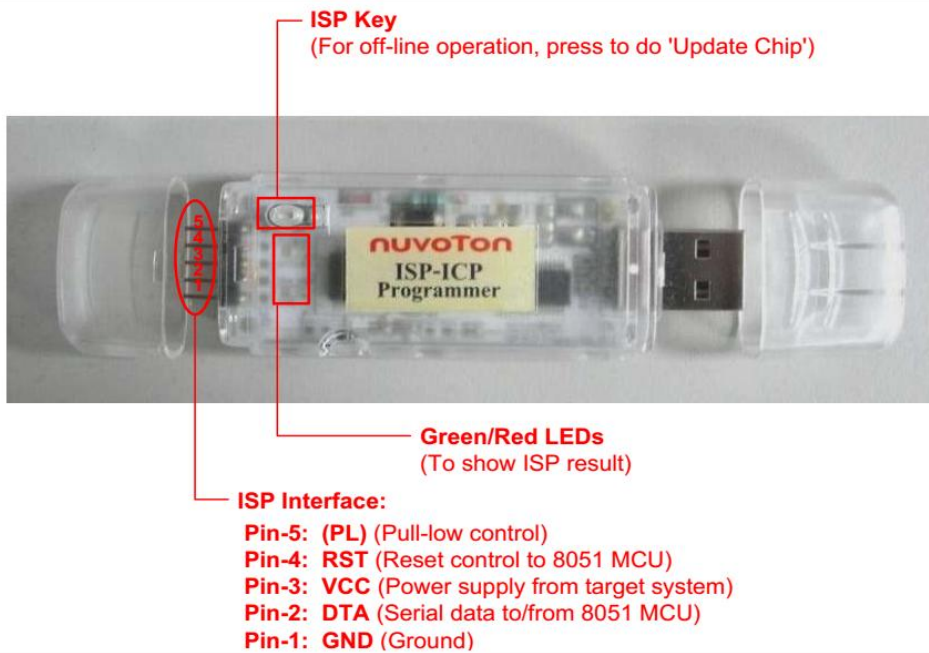 ISP Key
(For off-line operation, press to do 'Update Chip')
5
4
3
2
1
nuvoTon
ISP-ICP
Programmer
Green/Red LEDs
(To show ISP result)
ISP Interface:
Pin-5: (PL) (Pull-low control)
Pin-4: RST (Reset control to 8051 MCU)
Pin-3: VCC (Power supply from target system)
Pin-2: DTA (Serial data to/from 8051 MCU)
Pin-1: GND (Ground)